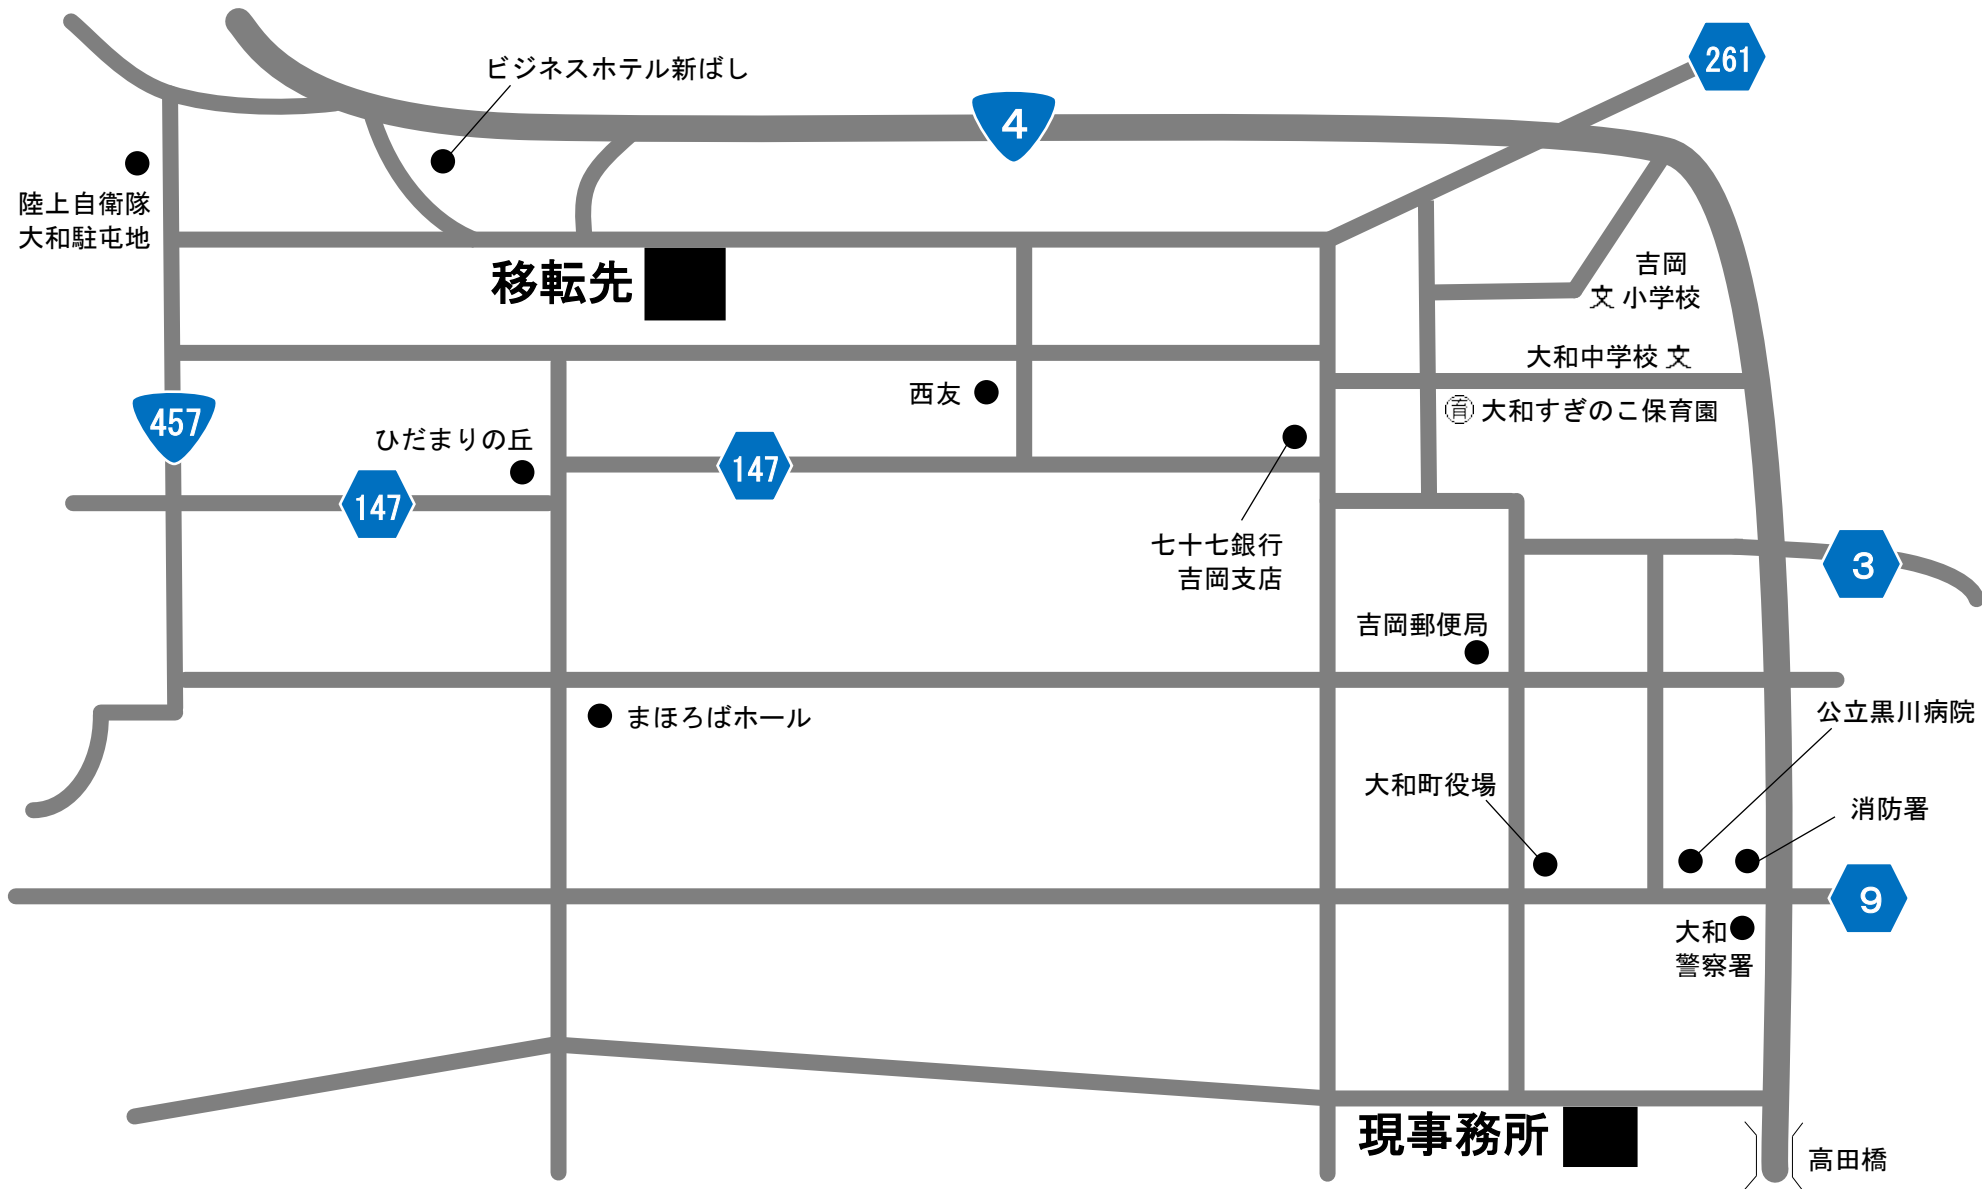 261
ビジネスホテル新ばし
4
陸上自衛隊
大和駐屯地
移転先
吉岡
文 小学校
大和中学校 文
西友
育 大和すぎのこ保育園
457
ひだまりの丘
147
147
七十七銀行
吉岡支店
3
吉岡郵便局
まほろばホール
公立黒川病院
大和町役場
消防署
9
大和
警察署
現事務所
高田橋